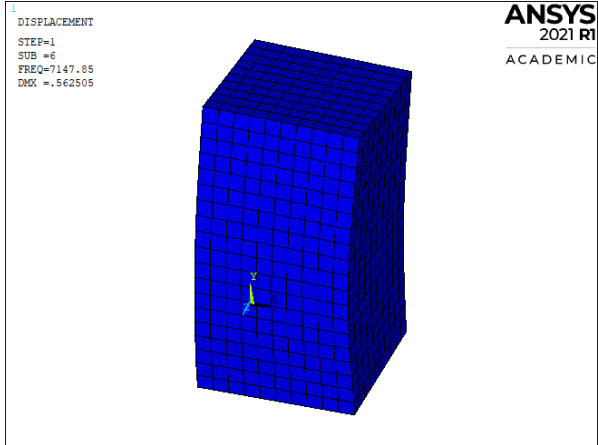 1
DISPLACEMENT
STEP=1
SUB =6
FREQ=7147.85
DMX =.562505
ANSYS
2021 R1
ACADEMIC
Y
X
Z